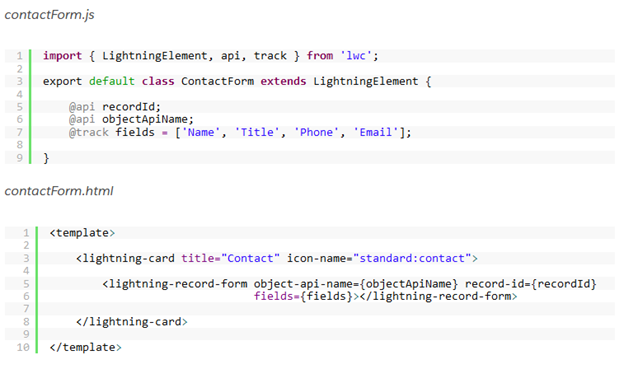 contactForm.js
1 import { LightningElement, api, track } from 'lwc';
2
3 export default class ContactForm extends LightningElement {
4
5     @api recordId;
6     @api objectApiName;
7     @track fields = ['Name', 'Title', 'Phone', 'Email'];
8
9 }
contactForm.html
1 <template>
2
3     <lightning-card title="Contact" icon-name="standard:contact">
4
5         <lightning-record-form object-api-name={objectApiName} record-id={recordId}
6                                fields={fields}></lightning-record-form>
7
8     </lightning-card>
9
10 </template>